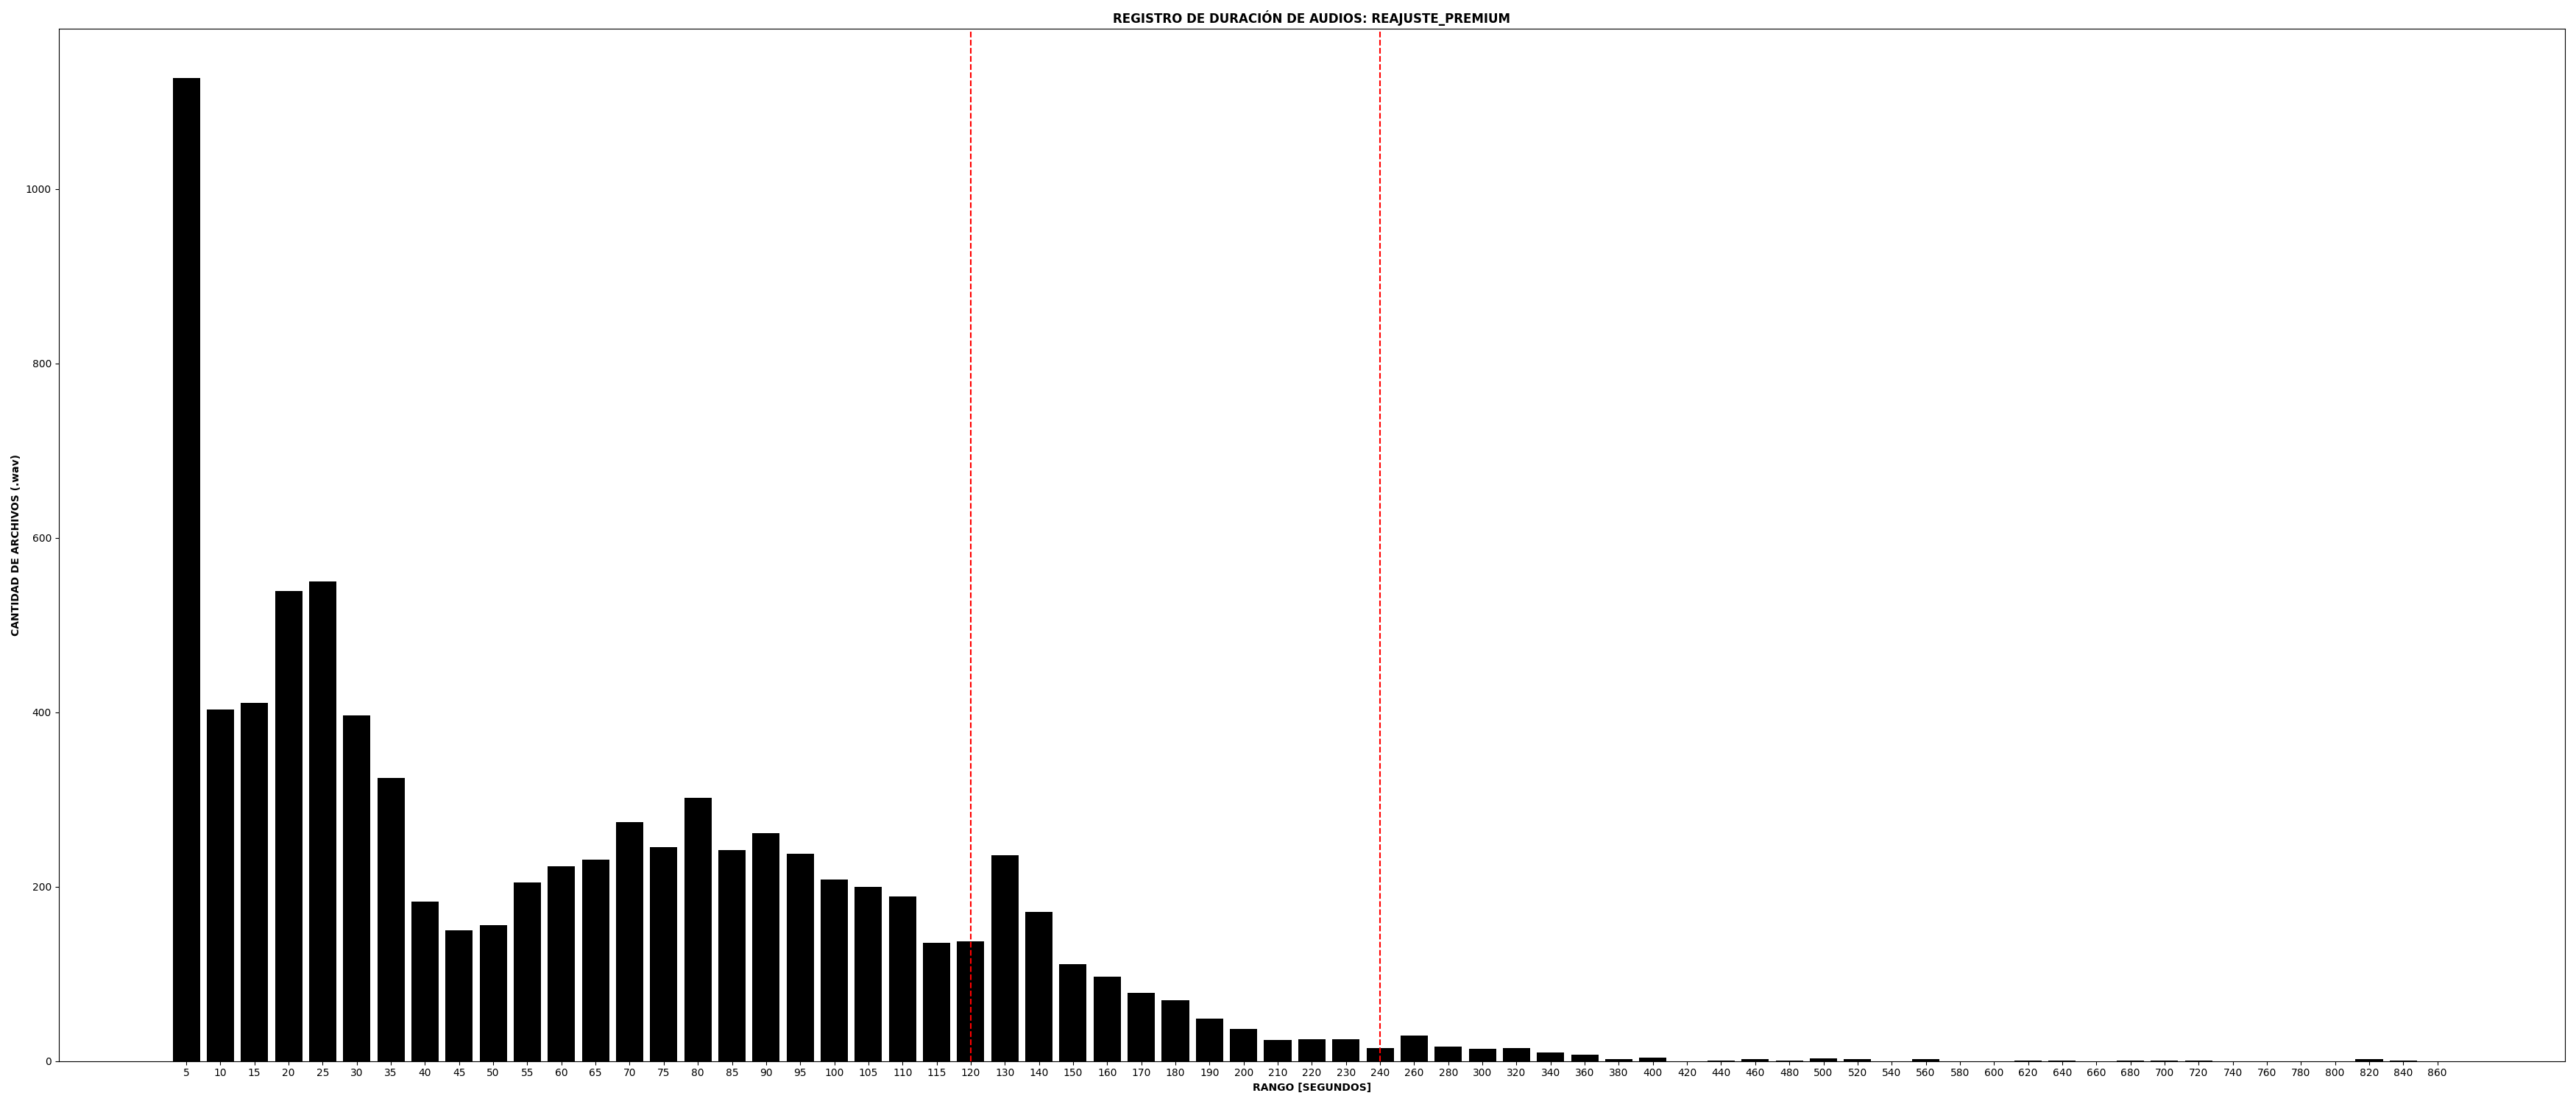 REGISTRO DE DURACIÓN DE AUDIOS: REAJUSTE_PREMIUM
CANTIDAD DE ARCHIVOS (.wav)
1000
800
600
400
200
0
5 10 15 20 25 30 35 40 45 50 55 60 65 70 75 80 85 90 95 100 105 110 115 120 130 140 150 160 170 180 190 200 210 220 230 240 260 280 300 320 340 360 380 400 420 440 460 480 500 520 540 560 580 600 620 640 660 680 700 720 740 760 780 800 820 840 860
RANGO [SEGUNDOS]